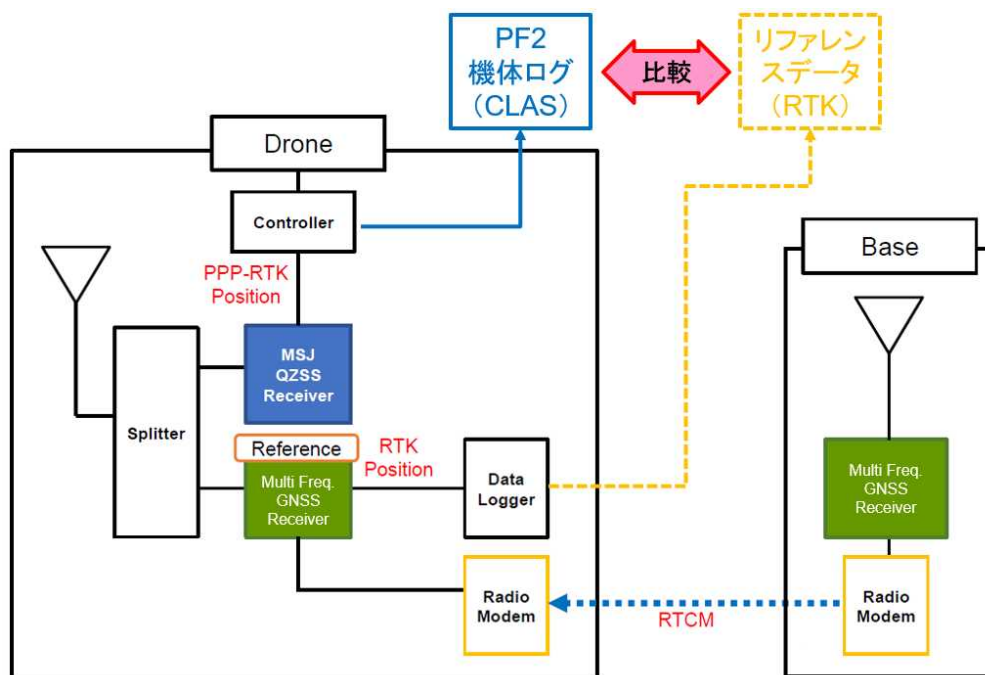 PF2
機体ログ
（CLAS）
比較
リファレン
スデータ
（RTK）
Drone
Controller
PPP-RTK
Position
MSJ
QZSS
Receiver
Splitter
Reference
RTK
Position
Multi Freq.
GNSS
Receiver
Data
Logger
Radio
Modem
RTCM
Base
Multi Freq.
GNSS
Receiver
Radio
Modem